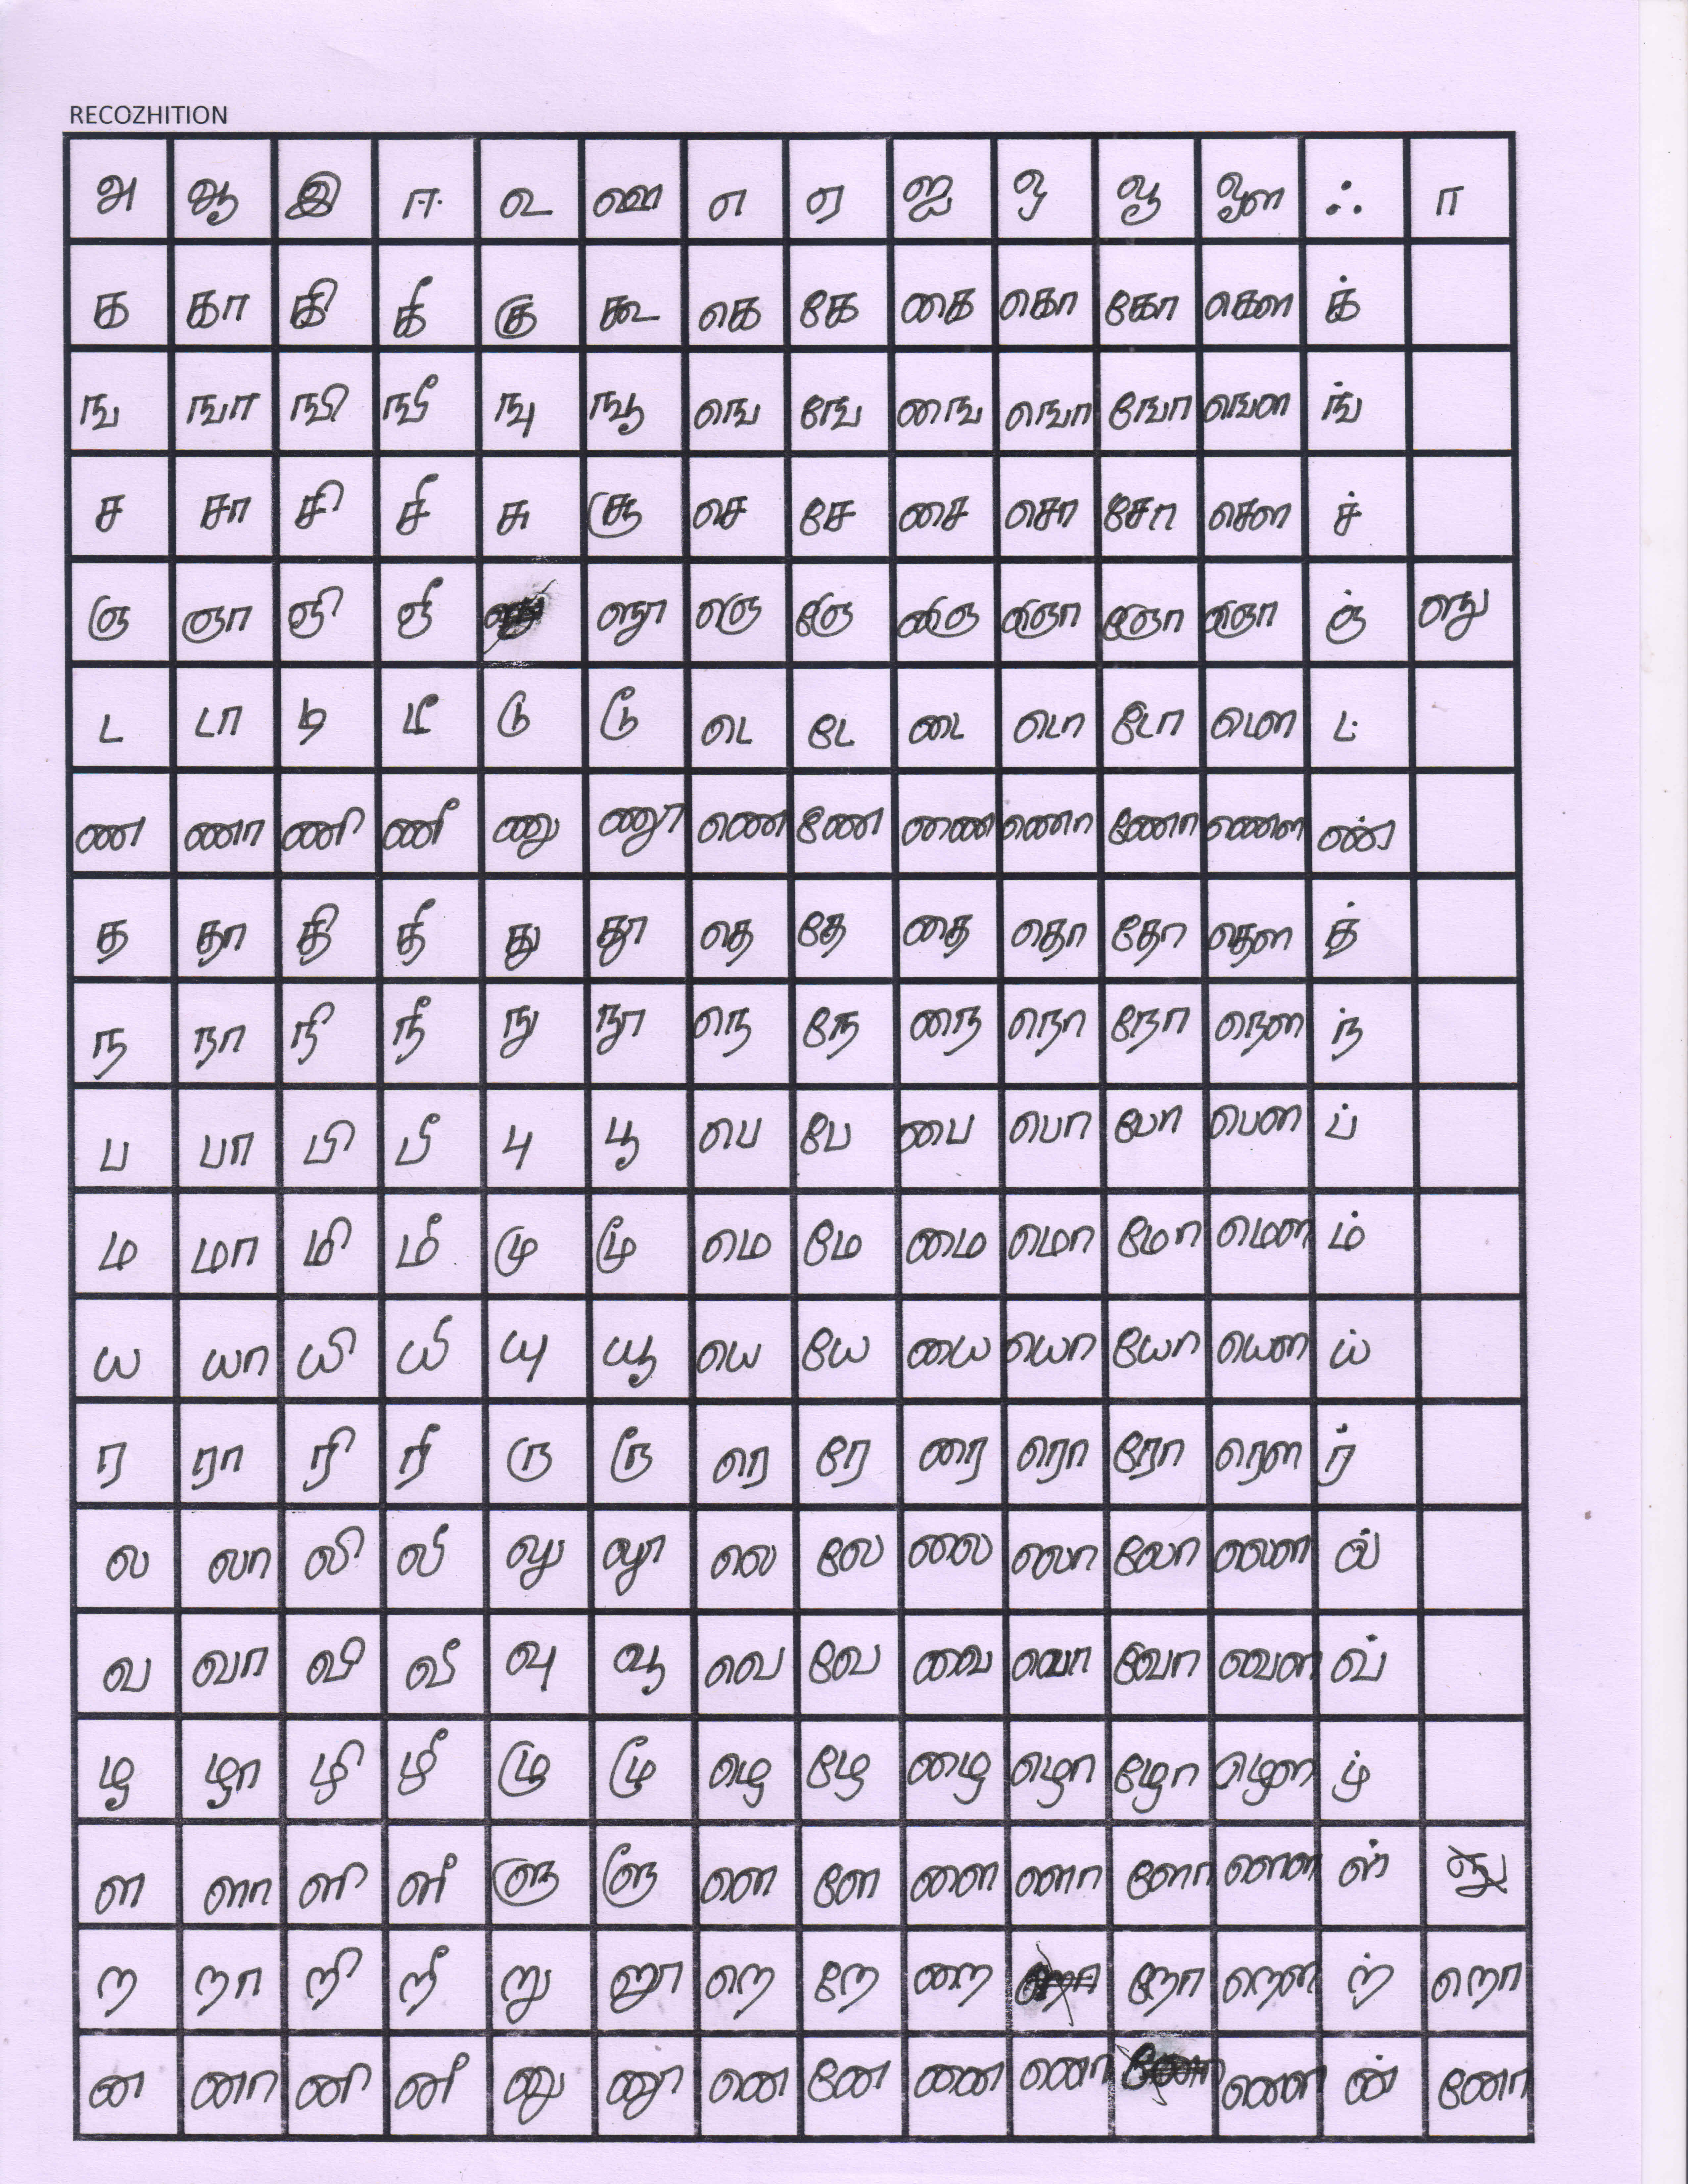 RECOZHITION
அ ஆ இ ஈ உ ஊ எ ஏ ஐ ஒ ஓ ஔ ஃ ா
க கா கி கீ கு கூ கெ கே கை கொ கோ கௌ க்
ங ஙா ஙி ஙீ ஙு ஙூ ஙெ ஙே ஙை ஙொ ஙோ ஙௌ ங்
ச சா சி சீ சு சூ செ சே சை சொ சோ சௌ ச்
ஞ ஞா ஞி ஞீ ஞூ ஞெ ஞே ஞை ஞொ ஞோ ஞௌ ஞ் ஞு
ட டா டி டீ டு டூ டெ டே டை டொ டோ டௌ ட்
ண ணா ணி ணீ ணு ணூ ணெ ணே ணை ணொ ணோ ணௌ ண்
த தா தி தீ து தூ தெ தே தை தொ தோ தௌ த்
ந நா நி நீ நு நூ நெ நே நை நொ நோ நௌ ந்
ப பா பி பீ பு பூ பெ பே பை பொ போ பௌ ப்
ம மா மி மீ மு மூ மெ மே மை மொ மோ மௌ ம்
ய யா யி யீ யு யூ யெ யே யை யொ யோ யௌ ய்
ர ரா ரி ரீ ரு ரூ ரெ ரே ரை ரொ ரோ ரௌ ர்
ல லா லி லீ லு லூ லெ லே லை லொ லோ லௌ ல்
வ வா வி வீ வு வூ வெ வே வை வொ வோ வௌ வ்
ழ ழா ழி ழீ ழு ழூ ழெ ழே ழை ழொ ழோ ழௌ ழ்
ள ளா ளி ளீ ளு ளூ ளெ ளே ளை ளொ ளோ ளௌ ள்
ற றா றி றீ று றூ றெ றே றை றோ றௌ ற் றொ
ன னா னி னீ னு னூ னெ னே னை னொ னௌ ன் னோ